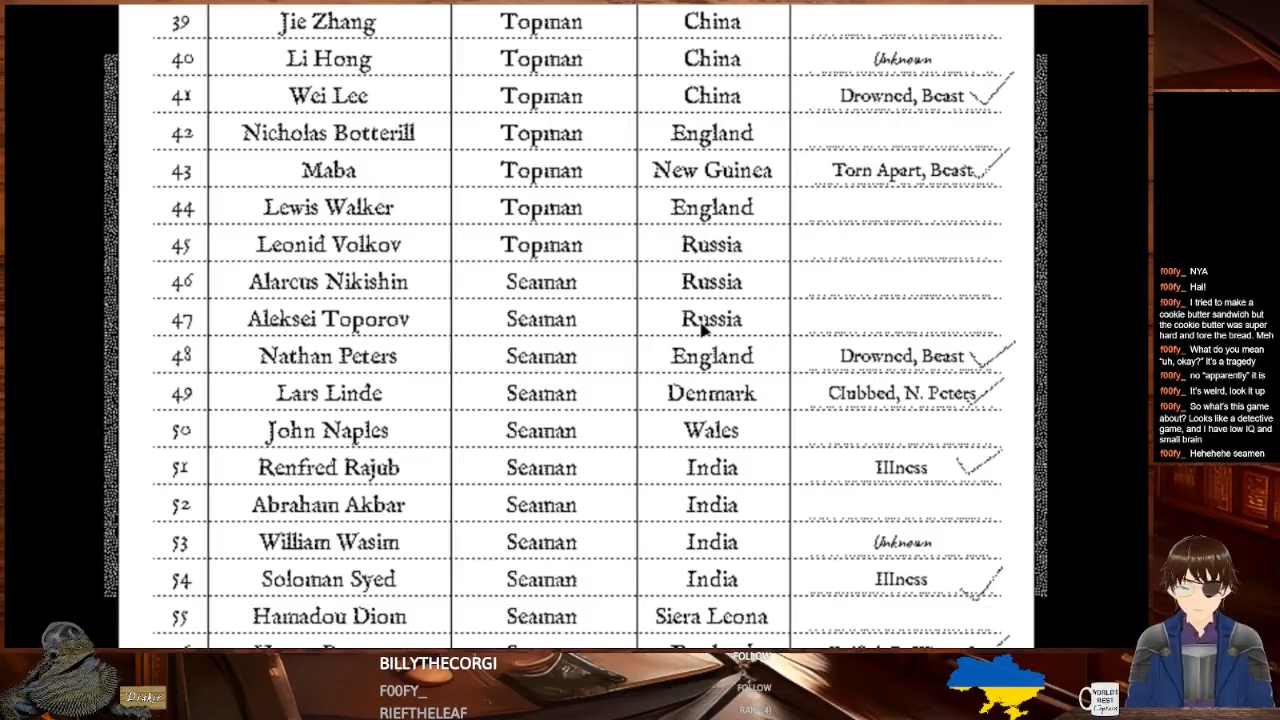 39 Jie Zhang Topman China
40 Li Hong Topman China Unknown
41 Wei Lee Topman China Drowned, Beast
42 Nicholas Botterill Topman England
43 Maba Topman New Guinea Torn Apart, Beast
44 Lewis Walker Topman England
45 Leonid Volkov Topman Russia
46 Alarcus Nikishin Seaman Russia
47 Aleksei Toporov Seaman Russia
48 Nathan Peters Seaman England Drowned, Beast
49 Lars Linde Seaman Denmark Clubbed, N. Peters
50 John Naples Seaman Wales
51 Renfred Rajub Seaman India Illness
52 Abraham Akbar Seaman India
53 William Wasim Seaman India Unknown
54 Soloman Syed Seaman India Illness
55 Hamadou Diom Seaman Siera Leona
f00fy_ NYA
f00fy_ Hai!
f00fy_ I tried to make a
cookie butter sandwich but
the cookie butter was super
hard and tore the bread. Meh
f00fy_ What do you mean
"uh, okay?" It's a tragedy
f00fy_ no "apparently" it is
f00fy_ It's weird, look it up
f00fy_ So what's this game
about? Looks like a detective
game, and I have low IQ and
small brain
f00fy_ Hehehehe seamen
Drake
BILLYTHECORGI
F00FY_
RIEFTHELEAF
FOLLOW
FOLLOW
RAID (4)
WORLD'S
BEST
Captain